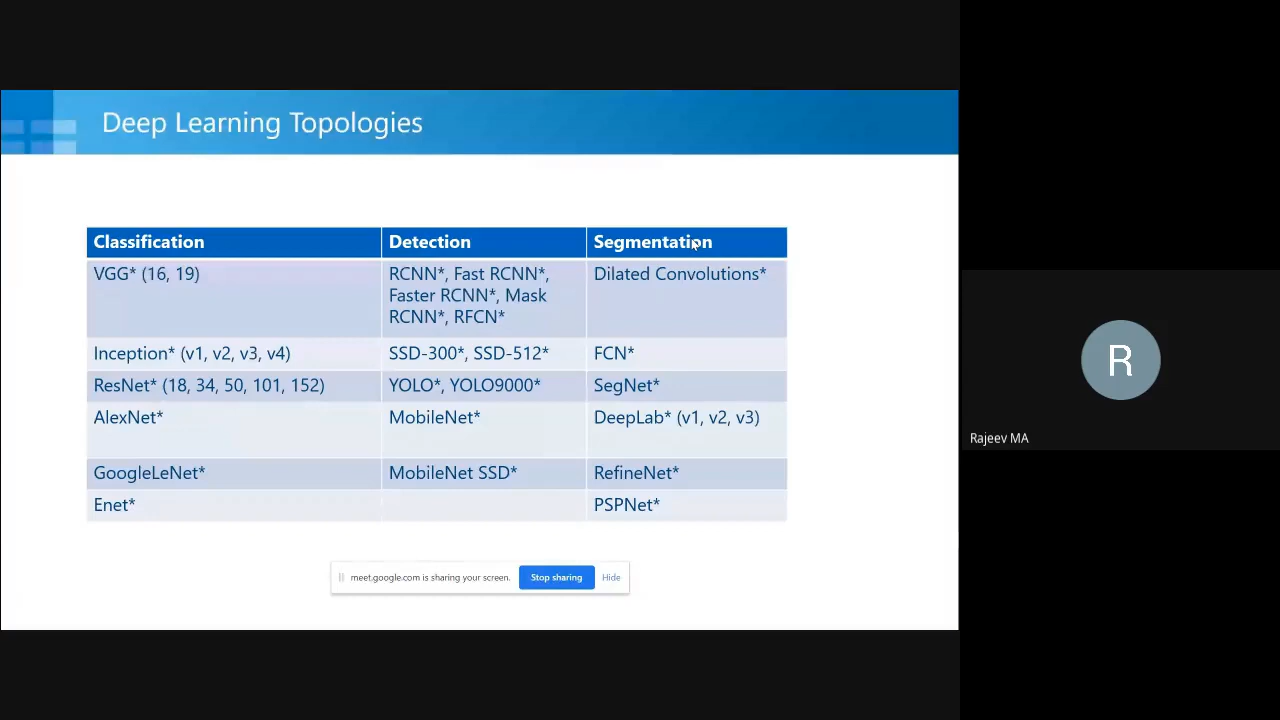 Deep Learning Topologies
Classification Detection Segmentation
VGG* (16, 19) RCNN*, Fast RCNN*, Dilated Convolutions*
Faster RCNN*, Mask
RCNN*, RFCN*
Inception* (v1, v2, v3, v4) SSD-300*, SSD-512* FCN*
ResNet* (18, 34, 50, 101, 152) YOLO*, YOLO9000* SegNet*
AlexNet* MobileNet* DeepLab* (v1, v2, v3)
GoogleLeNet* MobileNet SSD* RefineNet*
Enet* PSPNet*
meet.google.com is sharing your screen. Stop sharing Hide
R
Rajeev MA